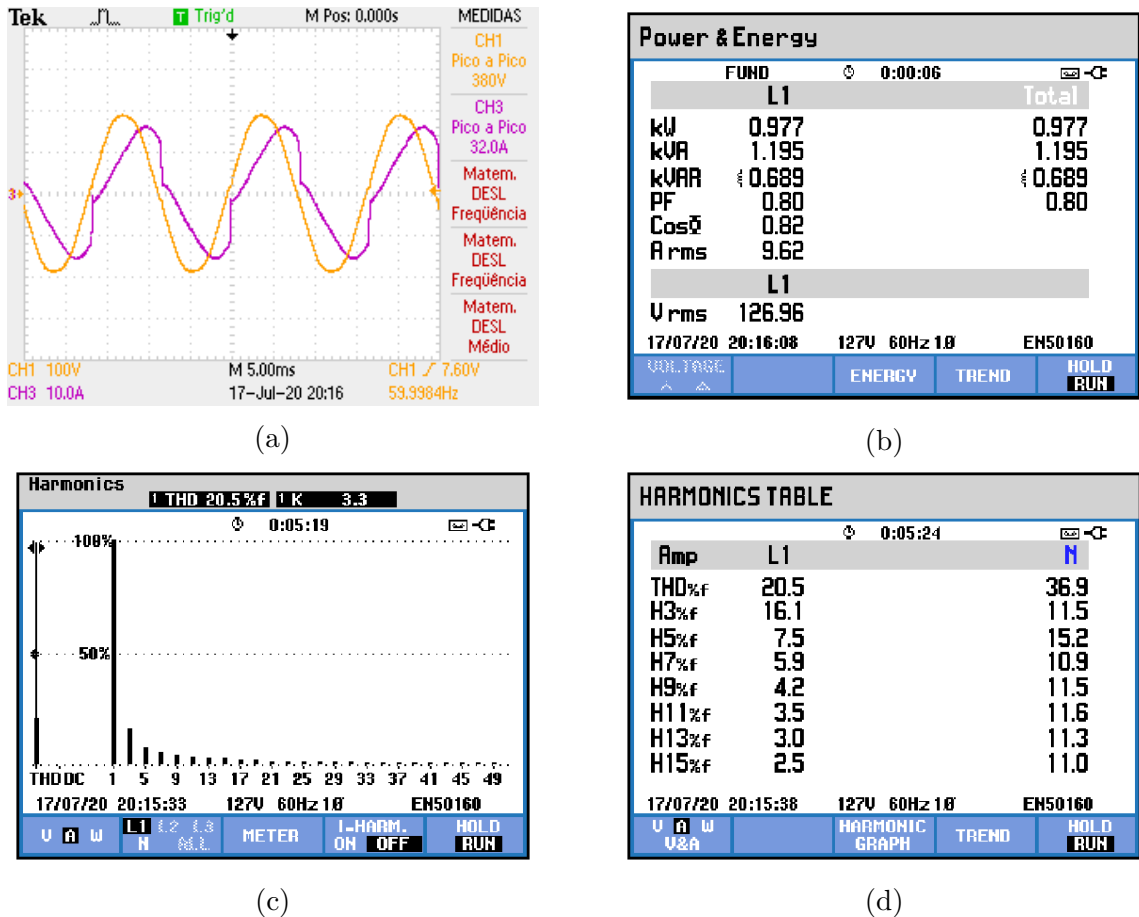 Tek Trig'd M Pos: 0.000s MEDIDAS
CH1
Pico a Pico
380V
CH3
Pico a Pico
32.0A
Matem.
DESL
Freqüência
Matem.
DESL
Freqüência
Matem.
DESL
Médio
3
CH1 100V M 5.00ms CH1 7.60V
CH3 10.0A 17-Jul-20 20:16 59.9984Hz
(a)
Power & Energy
FUND 0:00:06
L1 Total
kW 0.977 0.977
kVA 1.195 1.195
kVAR 0.689 0.689
PF 0.80 0.80
CosΦ 0.82
A rms 9.62
L1
V rms 126.96
17/07/20 20:16:08 127V 60Hz 1Ø EN50160
VOLTAGE ENERGY TREND HOLD
RUN
(b)
Harmonics
1 THD 20.5%f 1 K 3.3
0:05:19
100%
50%
THD DC 1 5 9 13 17 21 25 29 33 37 41 45 49
17/07/20 20:15:33 127V 60Hz 1Ø EN50160
V A W L1 L2 L3 N ALL METER I-HARM. ON OFF HOLD RUN
(c)
HARMONICS TABLE
0:05:24
Amp L1 N
THD%f 20.5 36.9
H3%f 16.1 11.5
H5%f 7.5 15.2
H7%f 5.9 10.9
H9%f 4.2 11.5
H11%f 3.5 11.6
H13%f 3.0 11.3
H15%f 2.5 11.0
17/07/20 20:15:38 127V 60Hz 1Ø EN50160
V A W HARMONIC TREND HOLD
V&A GRAPH RUN
(d)